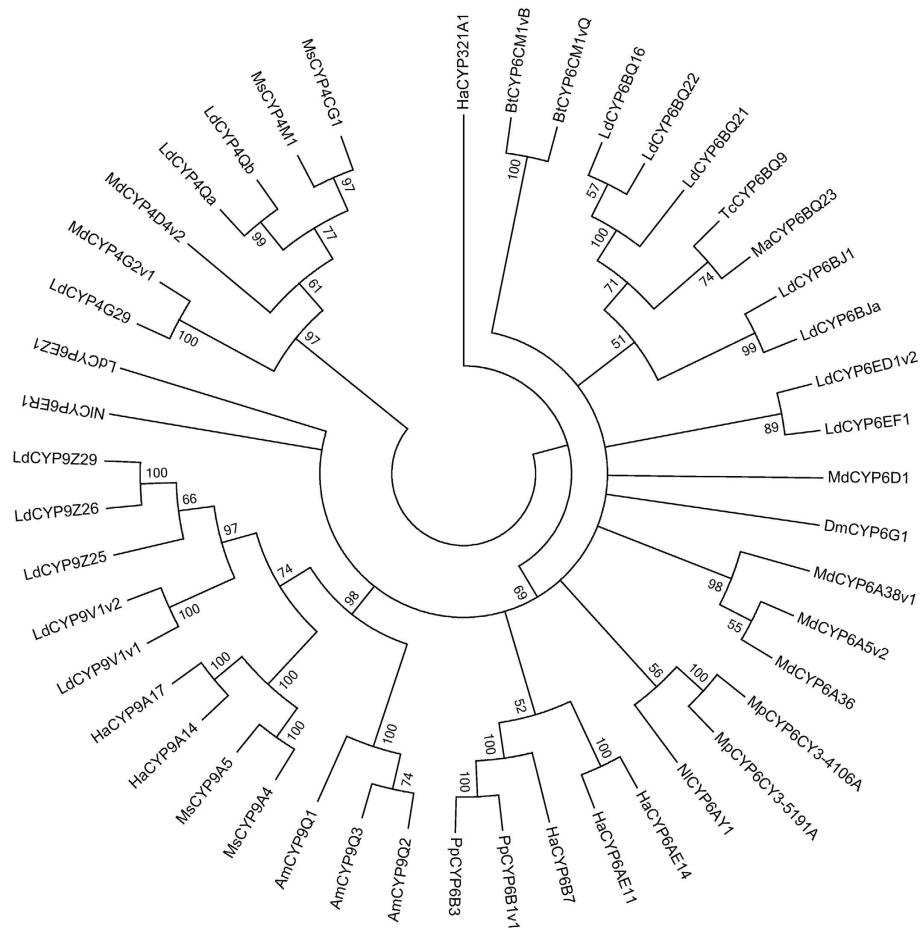 HaCYP321A1
BtCYP6CM1vB
BtCYP6CM1vQ
LdCYP6BQ16
LdCYP6BQ22
LdCYP6BQ21
TcCYP6BQ9
MaCYP6BQ23
LdCYP6BJ1
LdCYP6BJa
LdCYP6ED1v2
LdCYP6EF1
MdCYP6D1
DmCYP6G1
MdCYP6A38v1
MdCYP6A5v2
MdCYP6A36
MpCYP6CY3-4106A
MpCYP6CY3-5191A
NlCYP6AY1
HaCYP6AE14
HaCYP6AE11
HaCYP6B7
PpCYP6B1v1
PpCYP6B3
AmCYP9Q2
AmCYP9Q3
AmCYP9Q1
MsCYP9A4
MsCYP9A5
HaCYP9A14
HaCYP9A17
LdCYP9V1v1
LdCYP9V1v2
LdCYP9Z25
LdCYP9Z26
LdCYP9Z29
NlCYP6ER1
LdCYP6EZ1
LdCYP4G29
MdCYP4G2v1
MdCYP4D4v2
LdCYP4Qa
LdCYP4Qb
MsCYP4M1
MsCYP4CG1
100
57
100
71
51
74
99
89
98
55
56
100
69
52
100
100
100
98
100
74
74
100
100
100
97
66
100
100
100
97
61
77
99
97